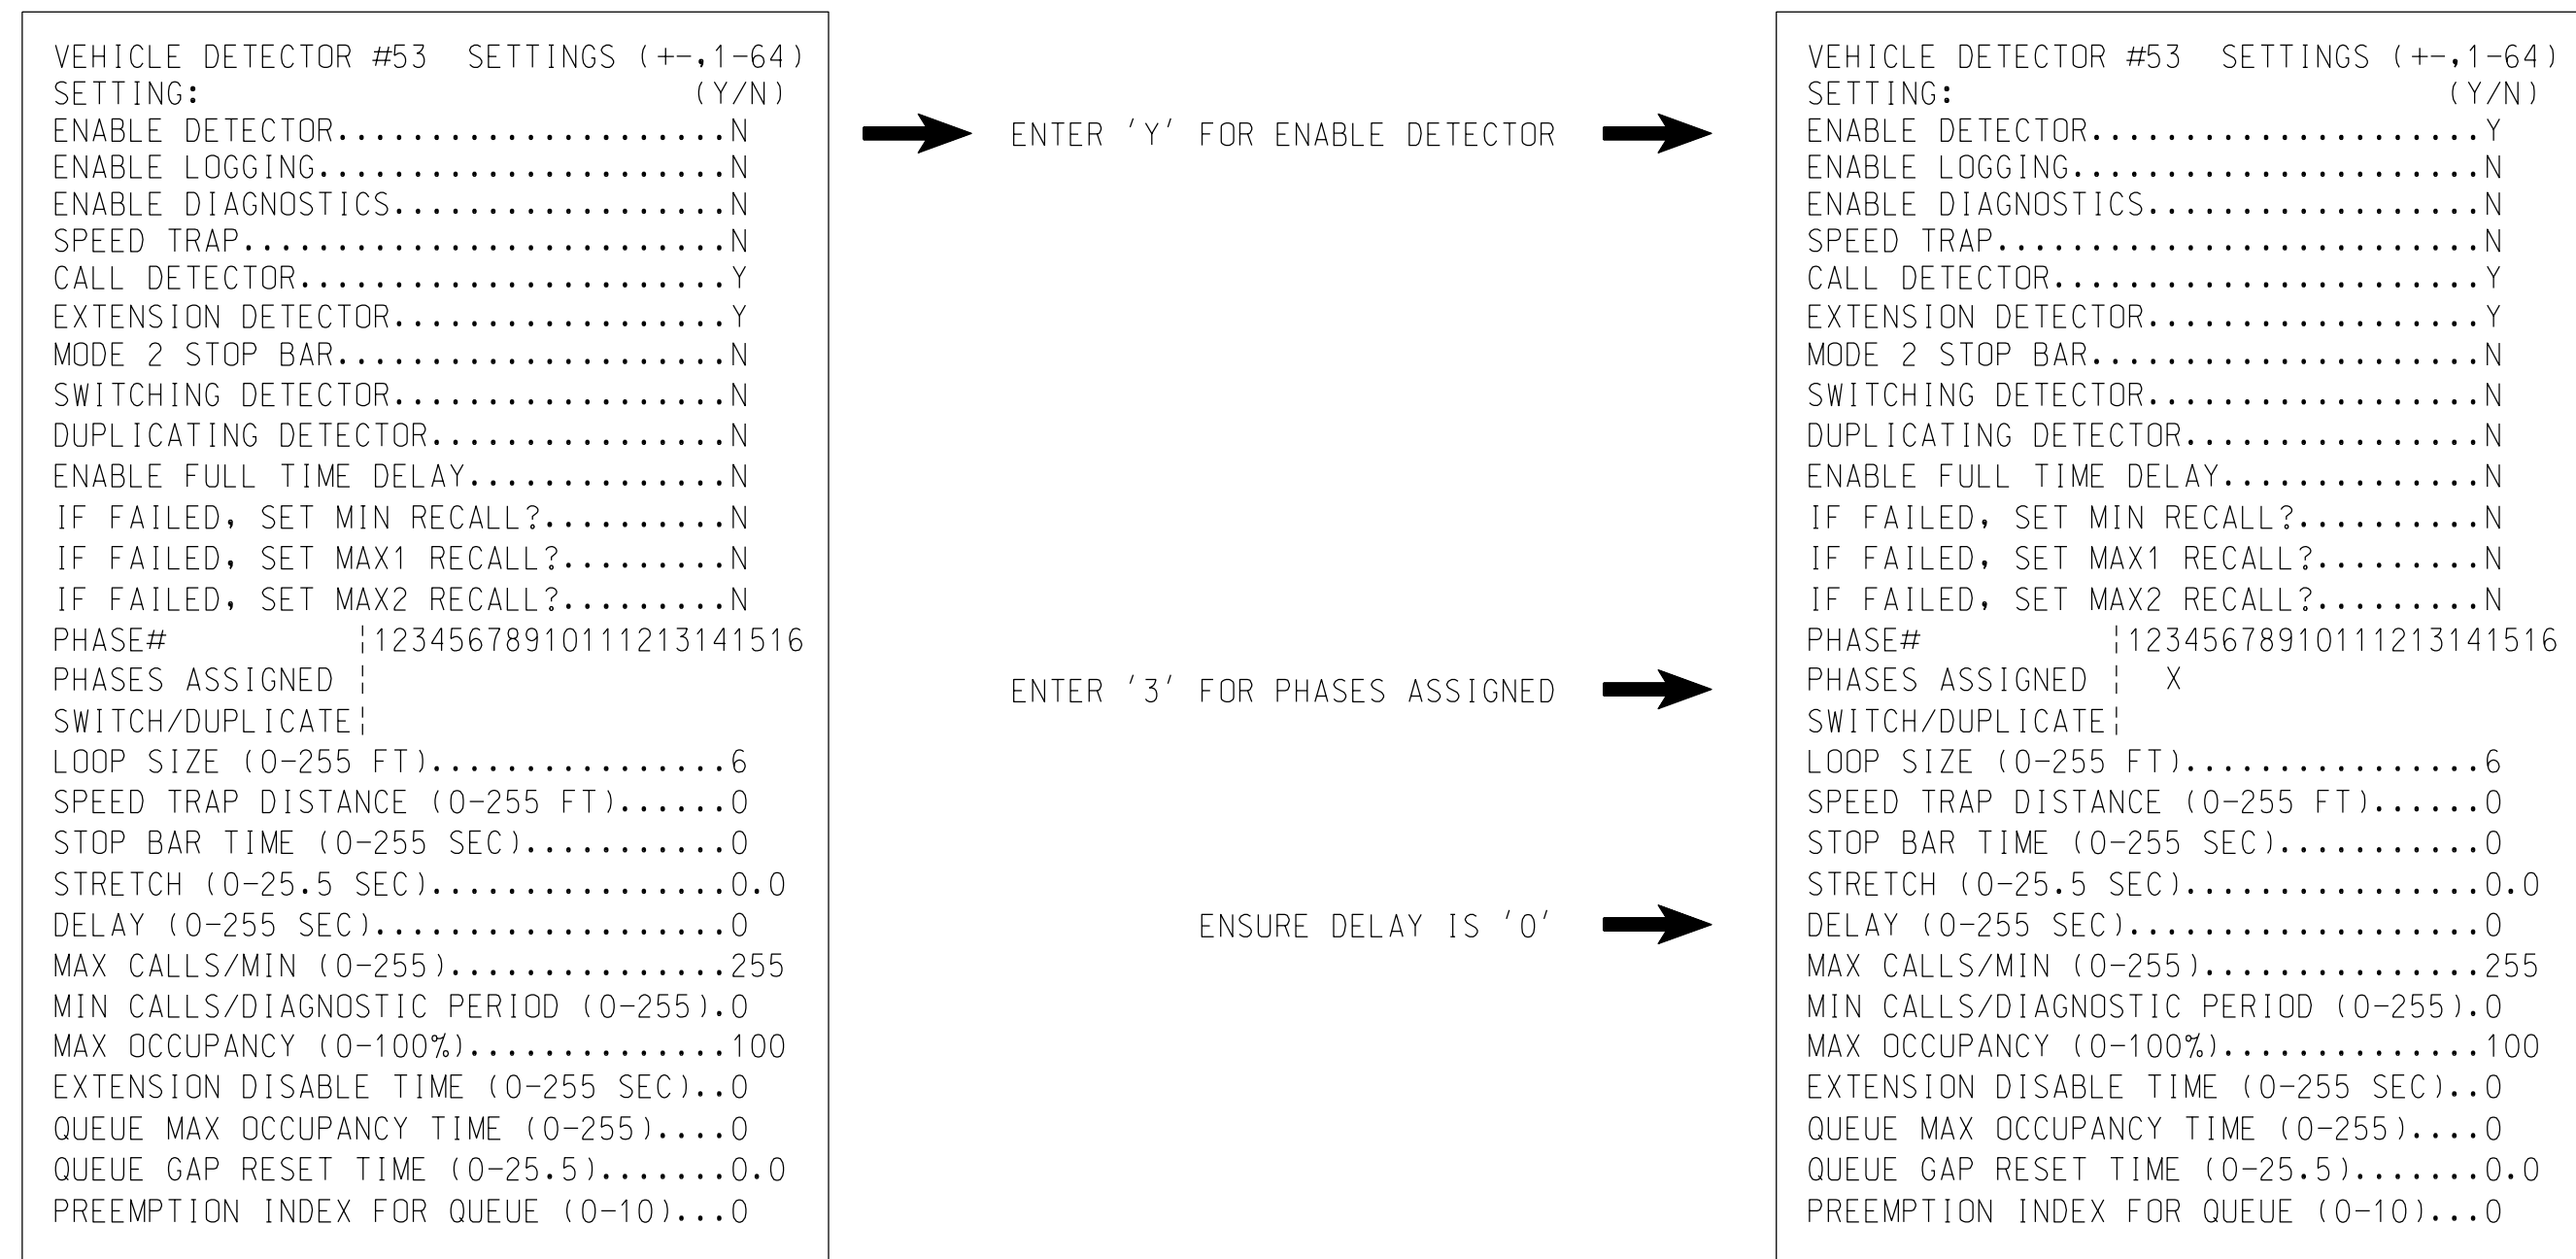 VEHICLE DETECTOR #53  SETTINGS (+-,1-64)
SETTING:                          (Y/N)
ENABLE DETECTOR.....................N
ENABLE LOGGING......................N
ENABLE DIAGNOSTICS..................N
SPEED TRAP..........................N
CALL DETECTOR.......................Y
EXTENSION DETECTOR..................Y
MODE 2 STOP BAR.....................N
SWITCHING DETECTOR..................N
DUPLICATING DETECTOR................N
ENABLE FULL TIME DELAY..............N
IF FAILED, SET MIN RECALL?..........N
IF FAILED, SET MAX1 RECALL?.........N
IF FAILED, SET MAX2 RECALL?.........N
PHASE#          |12345678910111213141516
PHASES ASSIGNED |
SWITCH/DUPLICATE|
LOOP SIZE (0-255 FT)................6
SPEED TRAP DISTANCE (0-255 FT)......0
STOP BAR TIME (0-255 SEC)...........0
STRETCH (0-25.5 SEC)................0.0
DELAY (0-255 SEC)...................0
MAX CALLS/MIN (0-255)...............255
MIN CALLS/DIAGNOSTIC PERIOD (0-255).0
MAX OCCUPANCY (0-100%)..............100
EXTENSION DISABLE TIME (0-255 SEC)..0
QUEUE MAX OCCUPANCY TIME (0-255)....0
QUEUE GAP RESET TIME (0-25.5).......0.0
PREEMPTION INDEX FOR QUEUE (0-10)...0
ENTER 'Y' FOR ENABLE DETECTOR
ENTER '3' FOR PHASES ASSIGNED
ENSURE DELAY IS '0'
VEHICLE DETECTOR #53  SETTINGS (+-,1-64)
SETTING:                          (Y/N)
ENABLE DETECTOR.....................Y
ENABLE LOGGING......................N
ENABLE DIAGNOSTICS..................N
SPEED TRAP..........................N
CALL DETECTOR.......................Y
EXTENSION DETECTOR..................Y
MODE 2 STOP BAR.....................N
SWITCHING DETECTOR..................N
DUPLICATING DETECTOR................N
ENABLE FULL TIME DELAY..............N
IF FAILED, SET MIN RECALL?..........N
IF FAILED, SET MAX1 RECALL?.........N
IF FAILED, SET MAX2 RECALL?.........N
PHASE#          |12345678910111213141516
PHASES ASSIGNED |  X
SWITCH/DUPLICATE|
LOOP SIZE (0-255 FT)................6
SPEED TRAP DISTANCE (0-255 FT)......0
STOP BAR TIME (0-255 SEC)...........0
STRETCH (0-25.5 SEC)................0.0
DELAY (0-255 SEC)...................0
MAX CALLS/MIN (0-255)...............255
MIN CALLS/DIAGNOSTIC PERIOD (0-255).0
MAX OCCUPANCY (0-100%)..............100
EXTENSION DISABLE TIME (0-255 SEC)..0
QUEUE MAX OCCUPANCY TIME (0-255)....0
QUEUE GAP RESET TIME (0-25.5).......0.0
PREEMPTION INDEX FOR QUEUE (0-10)...0